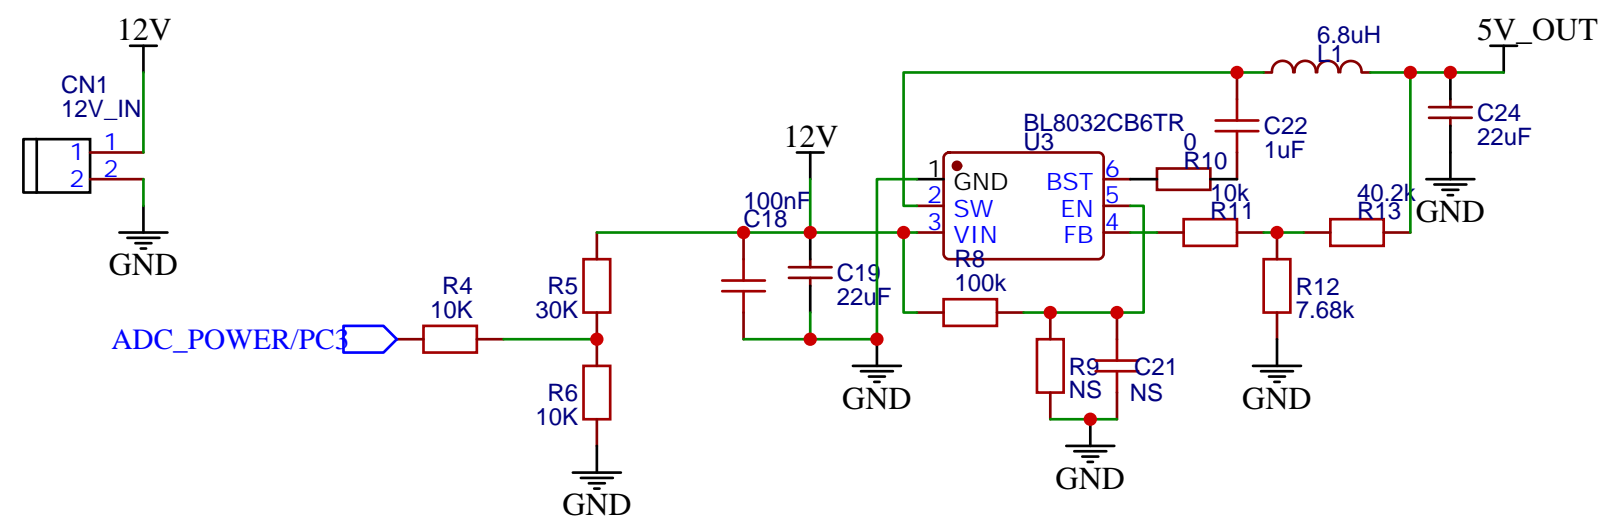 12V
CN1
12V_IN
1
1
2
2
GND
ADC_POWER/PC3
R4
10K
R5
30K
R6
10K
GND
12V
100nF
C18
C19
22uF
GND
BL8032CB6TR
U3
1
GND
2
SW
3
VIN
BST
6
EN
5
FB
4
R8
100k
R9
NS
C21
NS
GND
0
R10
C22
1uF
10k
R11
R12
7.68k
GND
40.2k
R13
6.8uH
L1
5V_OUT
C24
22uF
GND